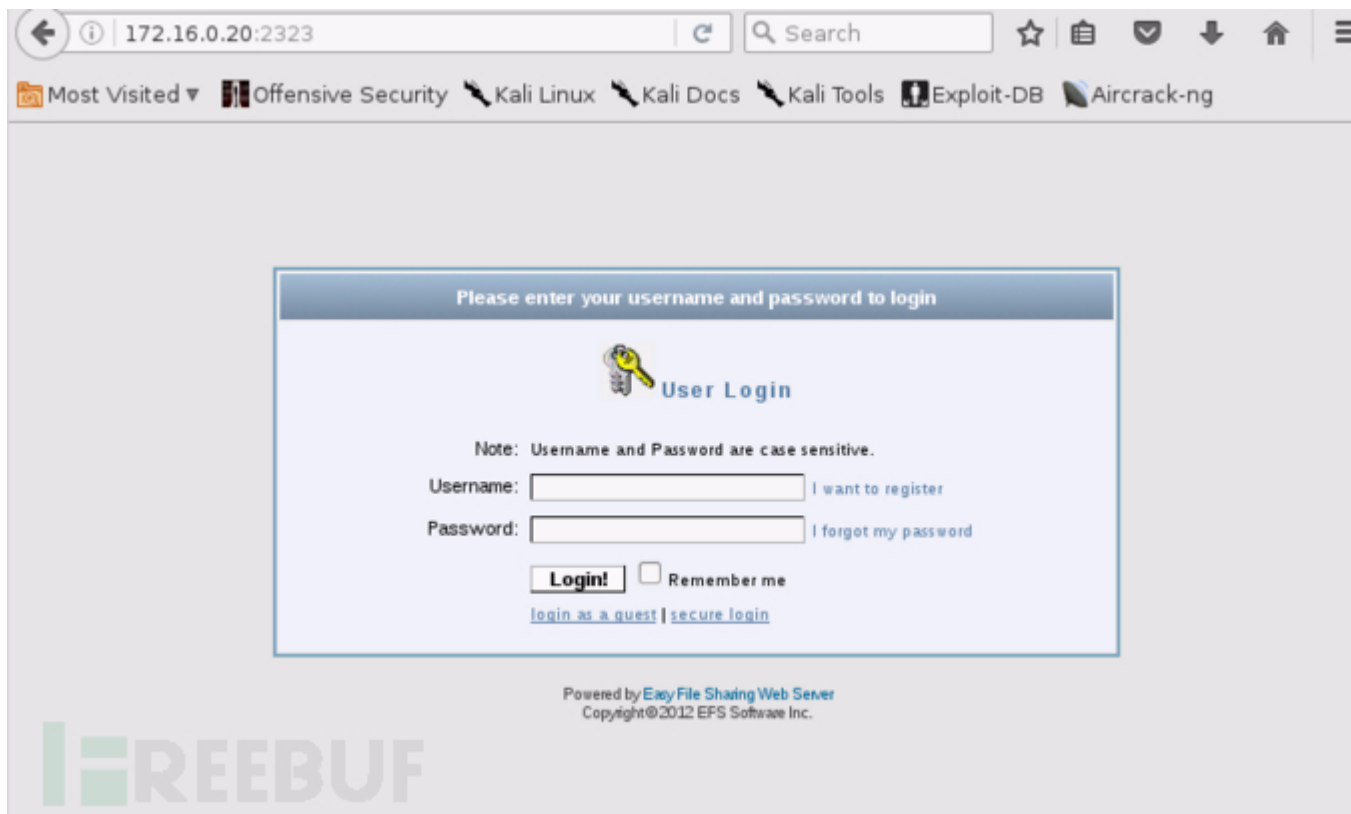 172.16.0.20:2323 Search
Most Visited Offensive Security Kali Linux Kali Docs Kali Tools Exploit-DB Aircrack-ng
Please enter your username and password to login
User Login
Note: Username and Password are case sensitive.
Username: I want to register
Password: I forgot my password
Login! Remember me
login as a guest | secure login
Powered by Easy File Sharing Web Server
Copyright©2012 EFS Software Inc.
FREEBUF